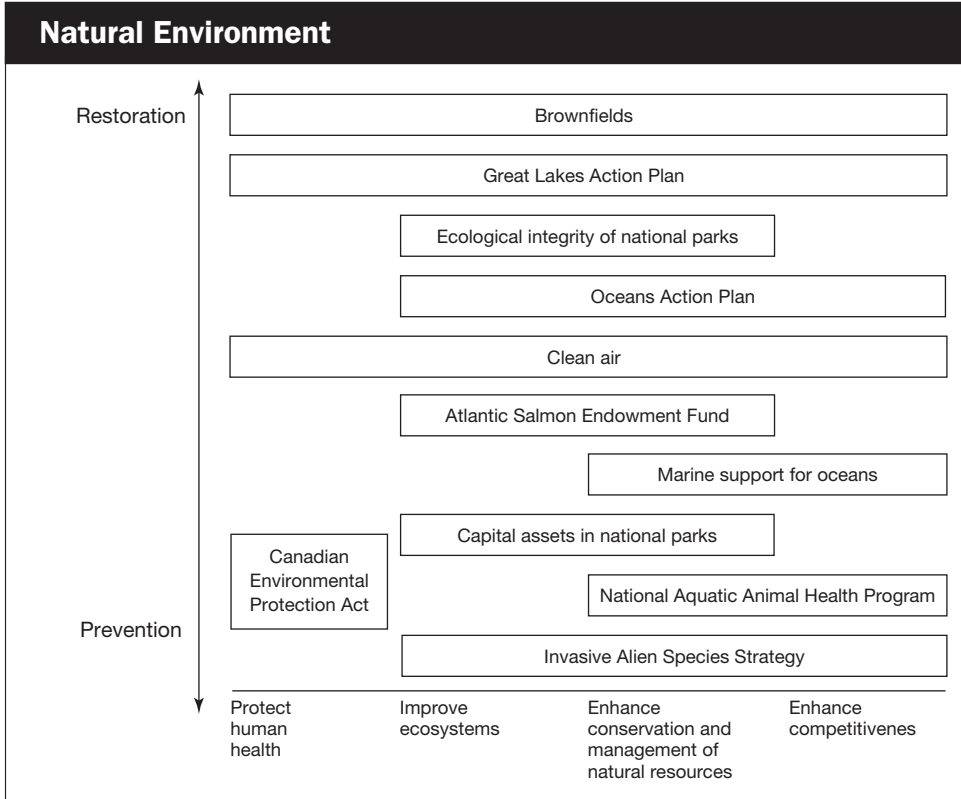 Natural Environment
Restoration
Brownfields
Great Lakes Action Plan
Ecological integrity of national parks
Oceans Action Plan
Clean air
Atlantic Salmon Endowment Fund
Marine support for oceans
Capital assets in national parks
Canadian
Environmental
Protection Act
National Aquatic Animal Health Program
Prevention
Invasive Alien Species Strategy
Protect
human
health
Improve
ecosystems
Enhance
conservation and
management of
natural resources
Enhance
competitivenes